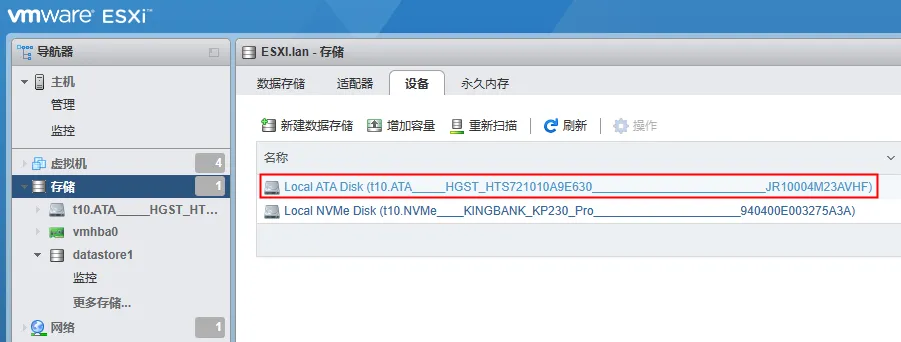 vmware ESXi
导航器
主机
管理
监控
虚拟机 4
存储 1
t10.ATA_____HGST_HT...
vmhba0
datastore1
监控
更多存储...
网络 1
ESXI.lan - 存储
数据存储 适配器 设备 永久内存
新建数据存储 增加容量 重新扫描 刷新 操作
名称
Local ATA Disk (t10.ATA_____HGST_HTS721010A9E630__________________________JR10004M23AVHF)
Local NVMe Disk (t10.NVMe____KINGBANK_KP230_Pro______________________940400E003275A3A)